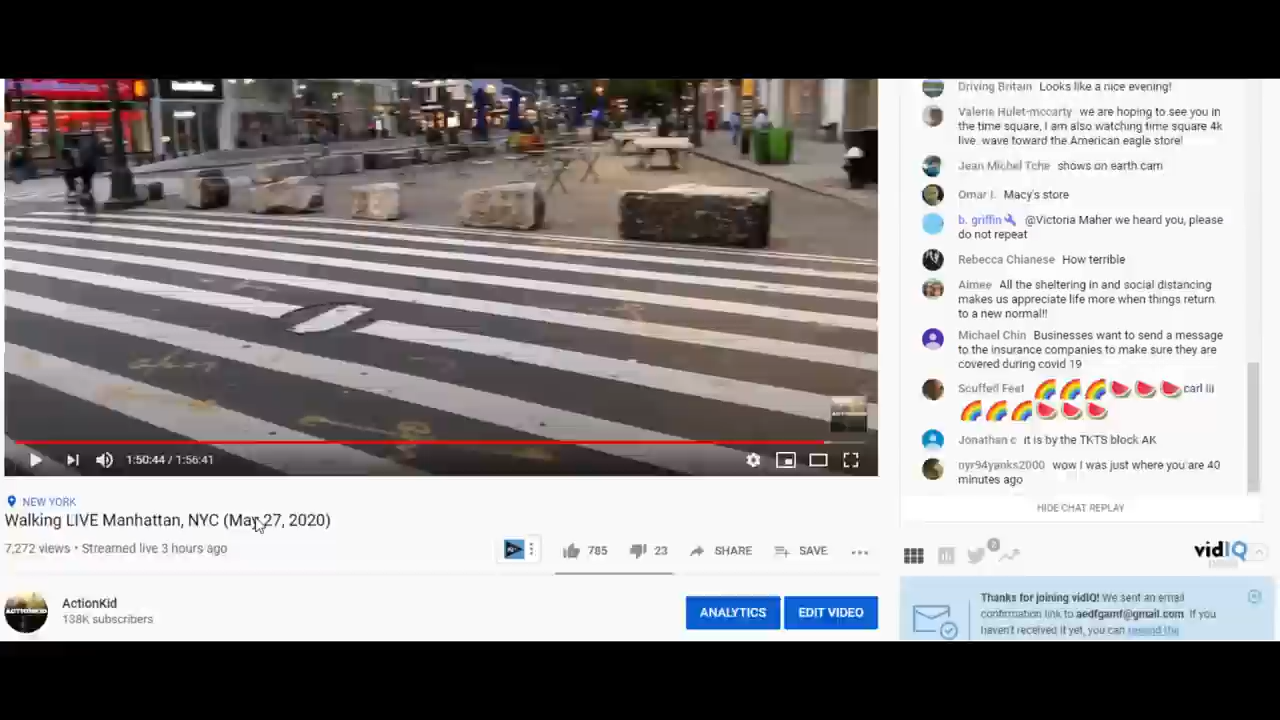 Driving Britain Looks like a nice evening!
Valerie Hulet-mccarty we are hoping to see you in
the time square, I am also watching time square 4k
live. wave toward the American eagle store!
Jean Michel Tche shows on earth cam
Omar I. Macy's store
b. griffin @Victoria Maher we heard you, please
do not repeat
Rebecca Chianese How terrible
Aimee All the sheltering in and social distancing
makes us appreciate life more when things return
to a new normal!!
Michael Chin Businesses want to send a message
to the insurance companies to make sure they are
covered during covid 19
Scuffed Feet 🌈🌈🌈🍉🍉🍉 carl iii
🌈🌈🌈🍉🍉🍉
Jonathan c it is by the TKTS block AK
nyr94yanks2000 wow I was just where you are 40
minutes ago
HIDE CHAT REPLAY
1:50:44 / 1:56:41
NEW YORK
Walking LIVE Manhattan, NYC (May 27, 2020)
7,272 views • Streamed live 3 hours ago
785
23
SHARE
SAVE
ActionKid
138K subscribers
ANALYTICS
EDIT VIDEO
2
vidIQ
Thanks for joining vidIQ! We sent an email
confirmation link to aedfgamf@gmail.com. If you
haven't received it yet, you can resend the